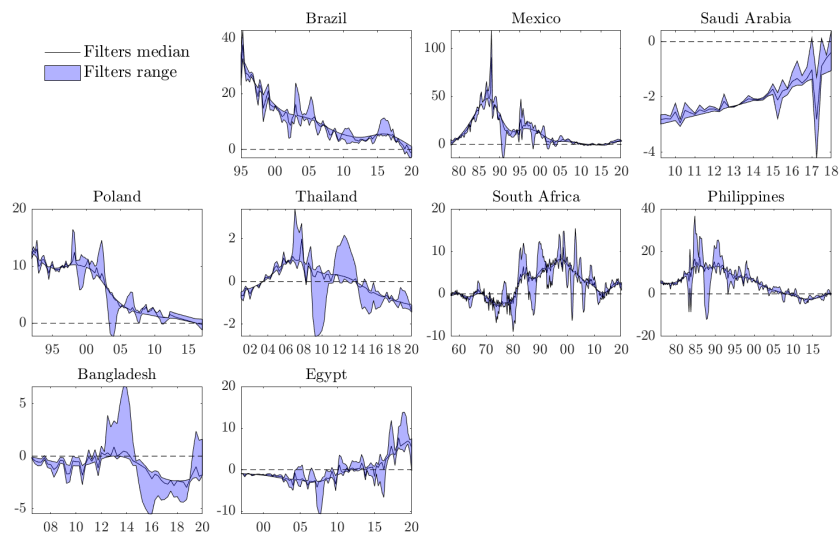 Brazil
Mexico
Saudi Arabia
Filters median
Filters range
40
20
0
95 00 05 10 15 20
100
50
0
80 85 90 95 00 05 10 15 20
0
-2
-4
10 11 12 13 14 15 16 17 18
Poland
Thailand
South Africa
Philippines
20
10
0
95 00 05 10 15
2
0
-2
02 04 06 08 10 12 14 16 18 20
20
10
0
-10
60 70 80 90 00 10 20
40
20
0
-20
80 85 90 95 00 05 10 15
Bangladesh
Egypt
5
0
-5
08 10 12 14 16 18 20
20
10
0
-10
00 05 10 15 20